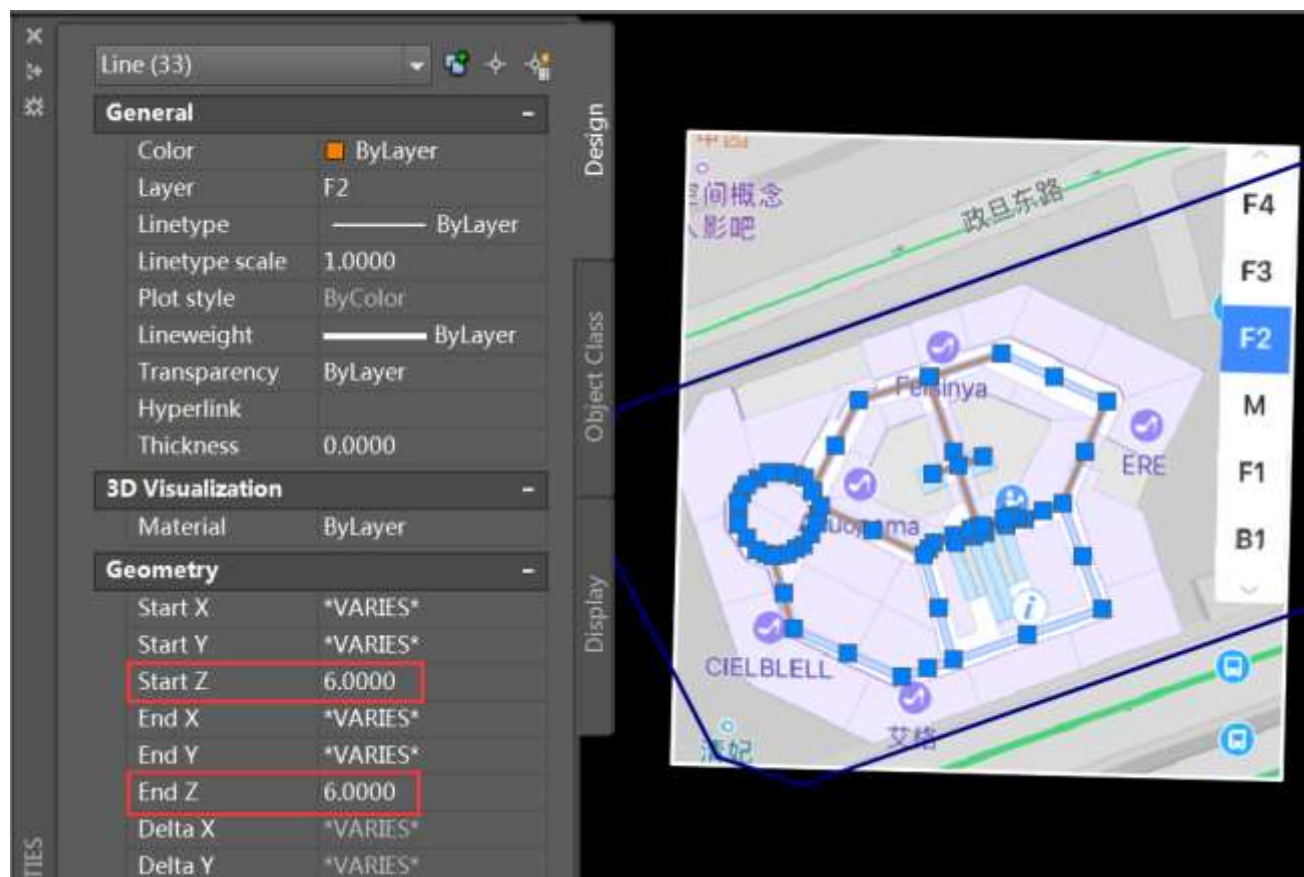 Line (33)
General
Color ByLayer
Layer F2
Linetype ByLayer
Linetype scale 1.0000
Plot style ByColor
Lineweight ByLayer
Transparency ByLayer
Hyperlink
Thickness 0.0000
3D Visualization
Material ByLayer
Geometry
Start X *VARIES*
Start Y *VARIES*
Start Z 6.0000
End X *VARIES*
End Y *VARIES*
End Z 6.0000
Delta X *VARIES*
Delta Y *VARIES*
Design
Object Class
Display
间概念
影吧
政旦东路
F4
F3
F2
M
F1
B1
Feisinya
ERE
CIELBLELL
艾格